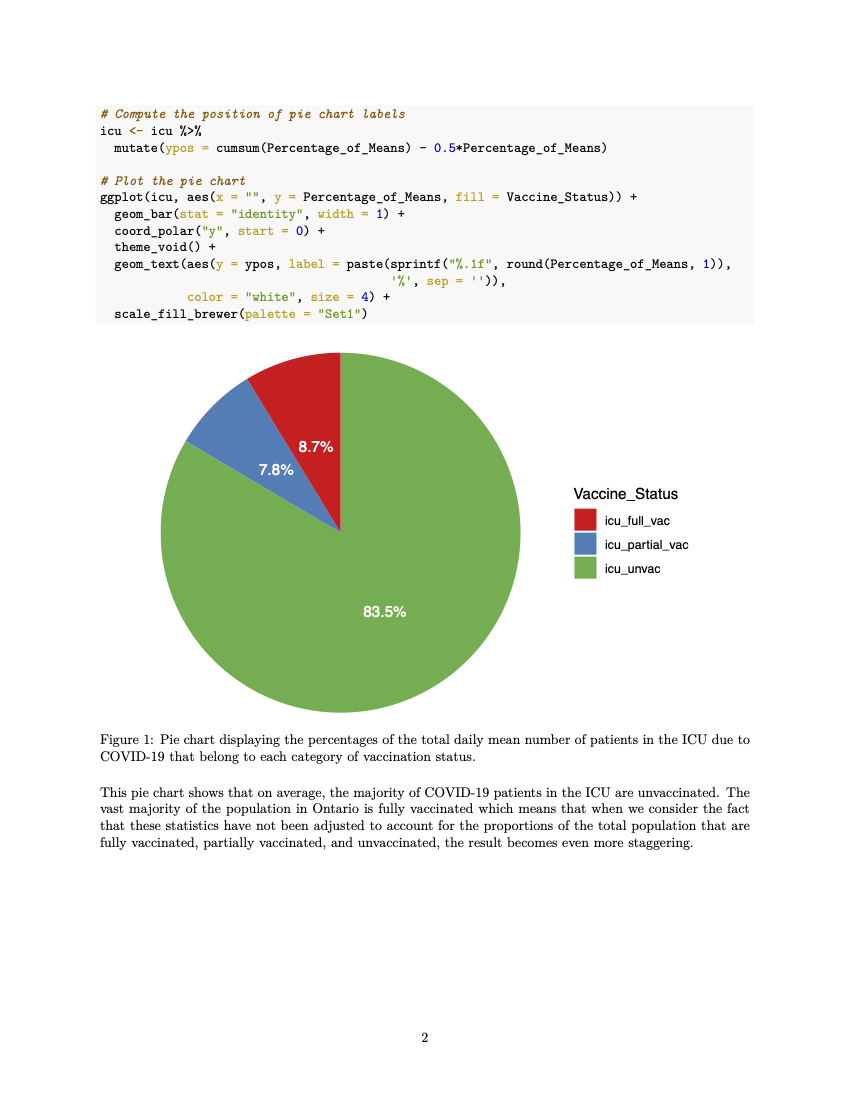 # Compute the position of pie chart labels
icu <- icu %>%
  mutate(ypos = cumsum(Percentage_of_Means) - 0.5*Percentage_of_Means)

# Plot the pie chart
ggplot(icu, aes(x = "", y = Percentage_of_Means, fill = Vaccine_Status)) +
  geom_bar(stat = "identity", width = 1) +
  coord_polar("y", start = 0) +
  theme_void() +
  geom_text(aes(y = ypos, label = paste(sprintf("%.1f", round(Percentage_of_Means, 1)),
                                        '%', sep = '')),
            color = "white", size = 4) +
  scale_fill_brewer(palette = "Set1")
8.7%
7.8%
83.5%
Vaccine_Status
icu_full_vac
icu_partial_vac
icu_unvac
Figure 1: Pie chart displaying the percentages of the total daily mean number of patients in the ICU due to
COVID-19 that belong to each category of vaccination status.
This pie chart shows that on average, the majority of COVID-19 patients in the ICU are unvaccinated. The
vast majority of the population in Ontario is fully vaccinated which means that when we consider the fact
that these statistics have not been adjusted to account for the proportions of the total population that are
fully vaccinated, partially vaccinated, and unvaccinated, the result becomes even more staggering.
2